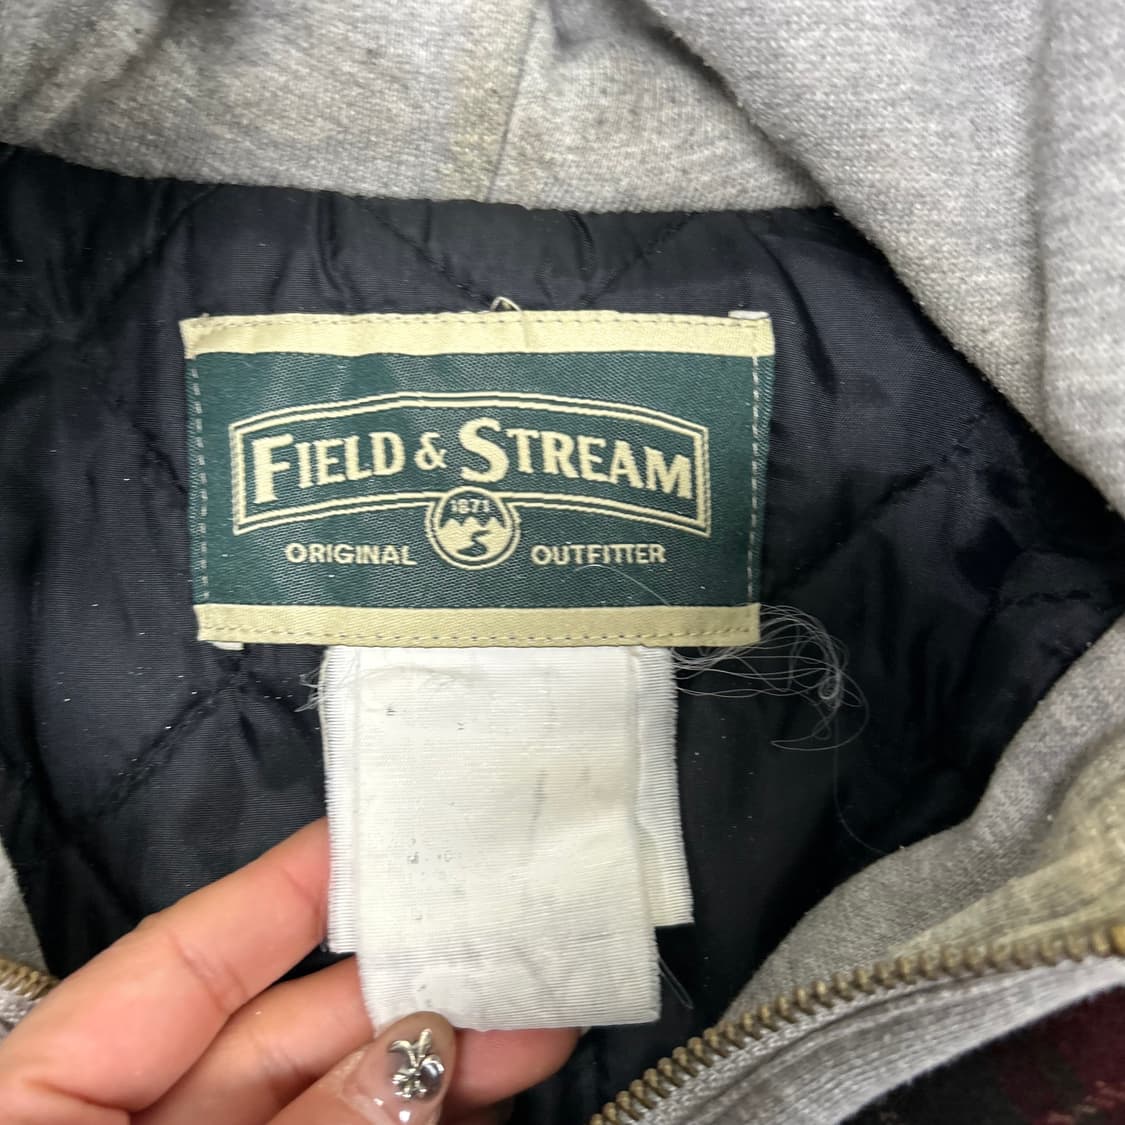 FIELD & STREAM
1871
ORIGINAL OUTFITTER